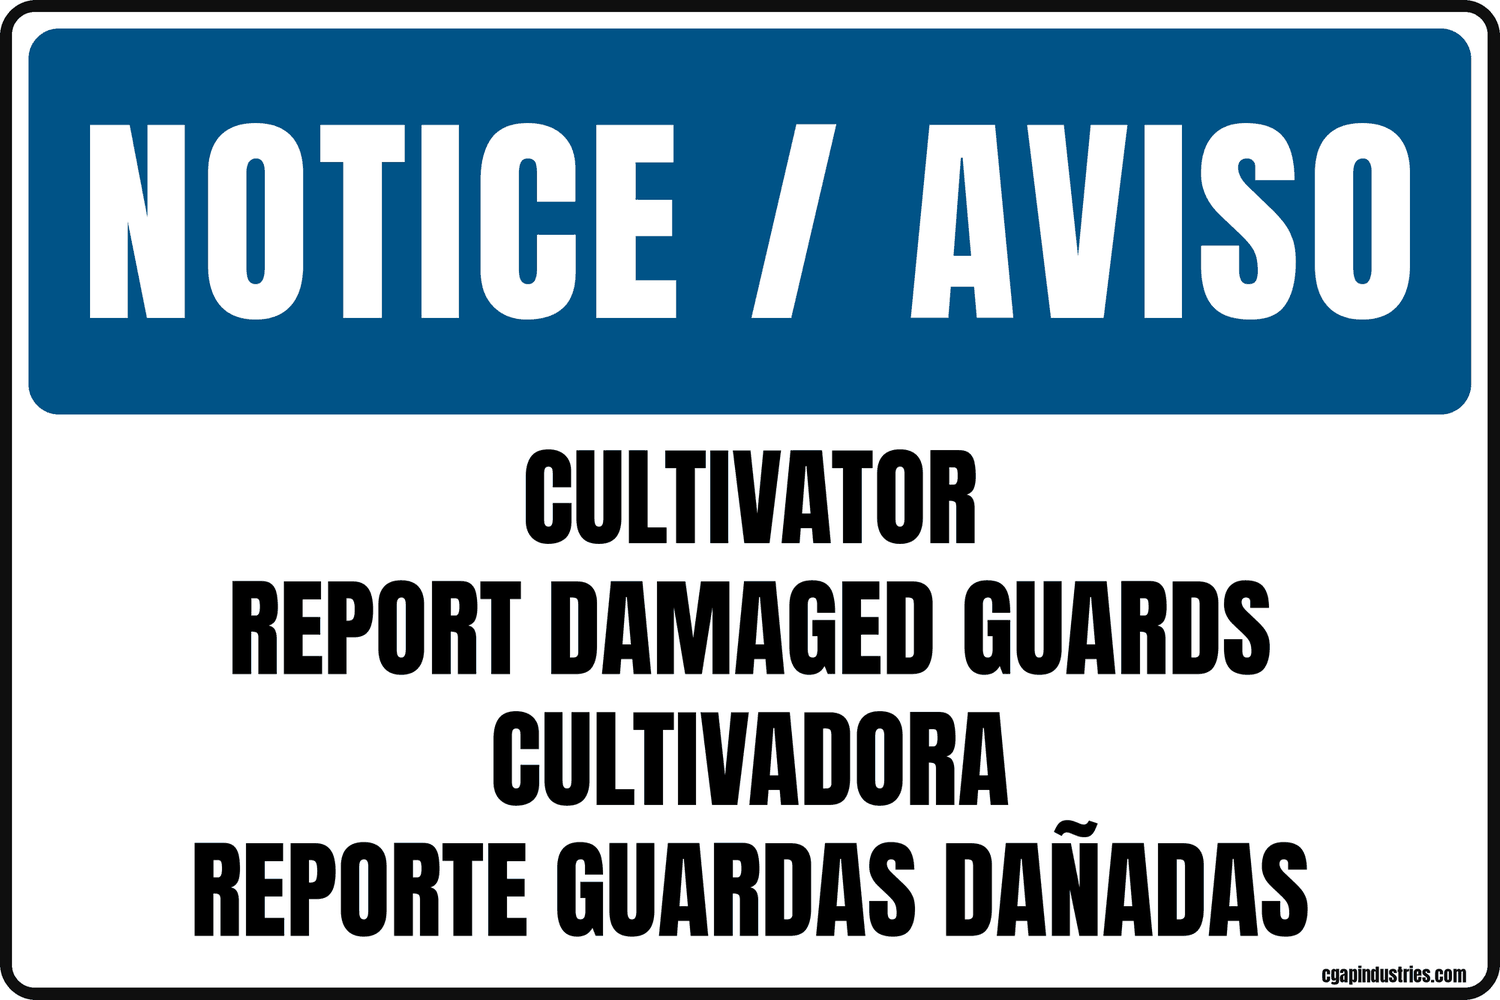 NOTICE / AVISO
CULTIVATOR
REPORT DAMAGED GUARDS
CULTIVADORA
REPORTE GUARDAS DAÑADAS
cgapindustries.com